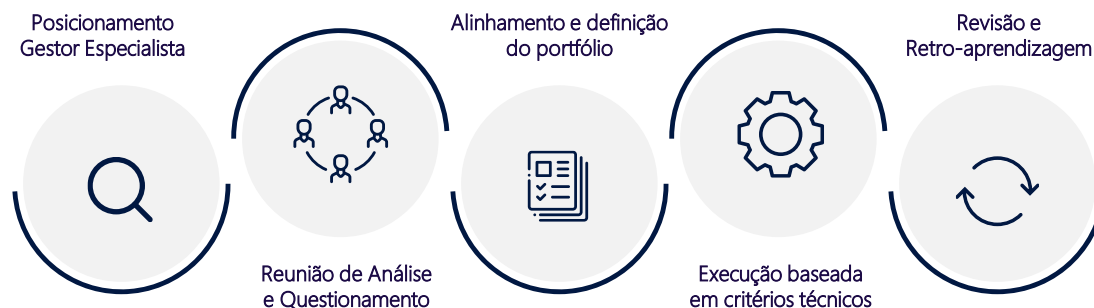 Posicionamento
Gestor Especialista
Reunião de Análise
e Questionamento
Alinhamento e definição
do portfólio
Execução baseada
em critérios técnicos
Revisão e
Retro-aprendizagem